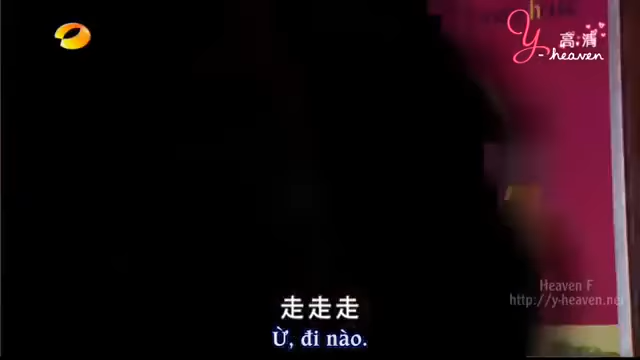 y 高清
- heaven
走走走
Ừ, đi nào.
Heaven F
http://y-heaven.net